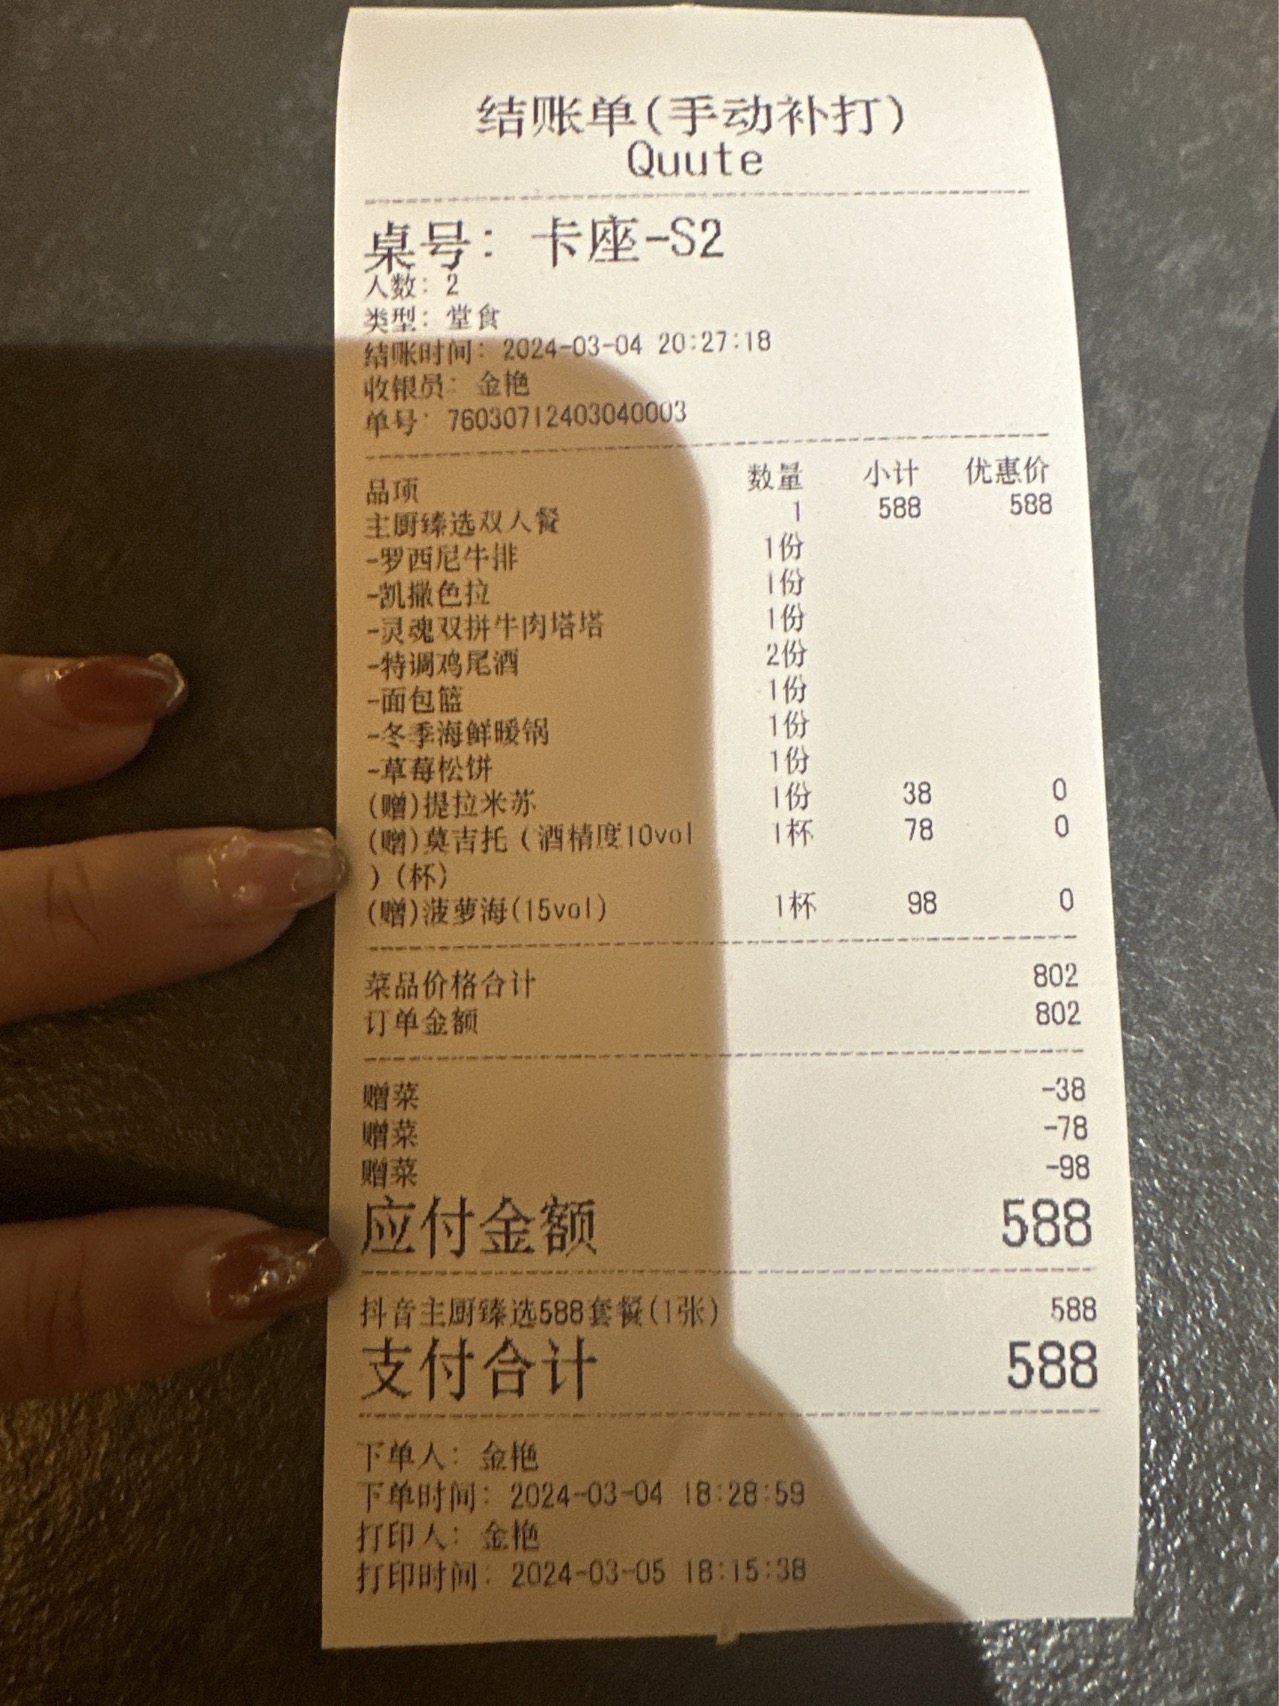 结账单(手动补打)
Quute
桌号: 卡座-S2
人数: 2
类型: 堂食
结账时间: 2024-03-04 20:27:18
收银员: 金艳
单号: 76030712403040003
品项 数量 小计 优惠价
主厨臻选双人餐 1 588 588
-罗西尼牛排 1份
-凯撒色拉 1份
-灵魂双拼牛肉塔塔 1份
-特调鸡尾酒 2份
-面包篮 1份
-冬季海鲜暖锅 1份
-草莓松饼 1份
(赠)提拉米苏 1份 38 0
(赠)莫吉托(酒精度10vol 1杯 78 0
)(杯)
(赠)菠萝海(15vol) 1杯 98 0
菜品价格合计 802
订单金额 802
赠菜 -38
赠菜 -78
赠菜 -98
应付金额 588
抖音主厨臻选588套餐(1张) 588
支付合计 588
下单人: 金艳
下单时间: 2024-03-04 18:28:59
打印人: 金艳
打印时间: 2024-03-05 18:15:38